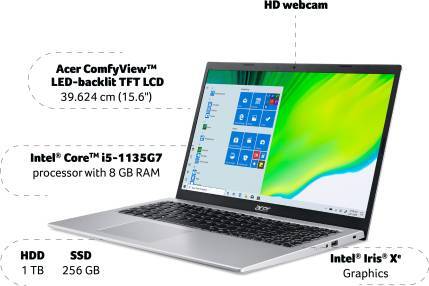 HD webcam
Acer ComfyView™
LED-backlit TFT LCD
39.624 cm (15.6")
Intel® Core™ i5-1135G7
processor with 8 GB RAM
acer
HDD SSD
1 TB 256 GB
Intel® Iris® Xᵉ
Graphics